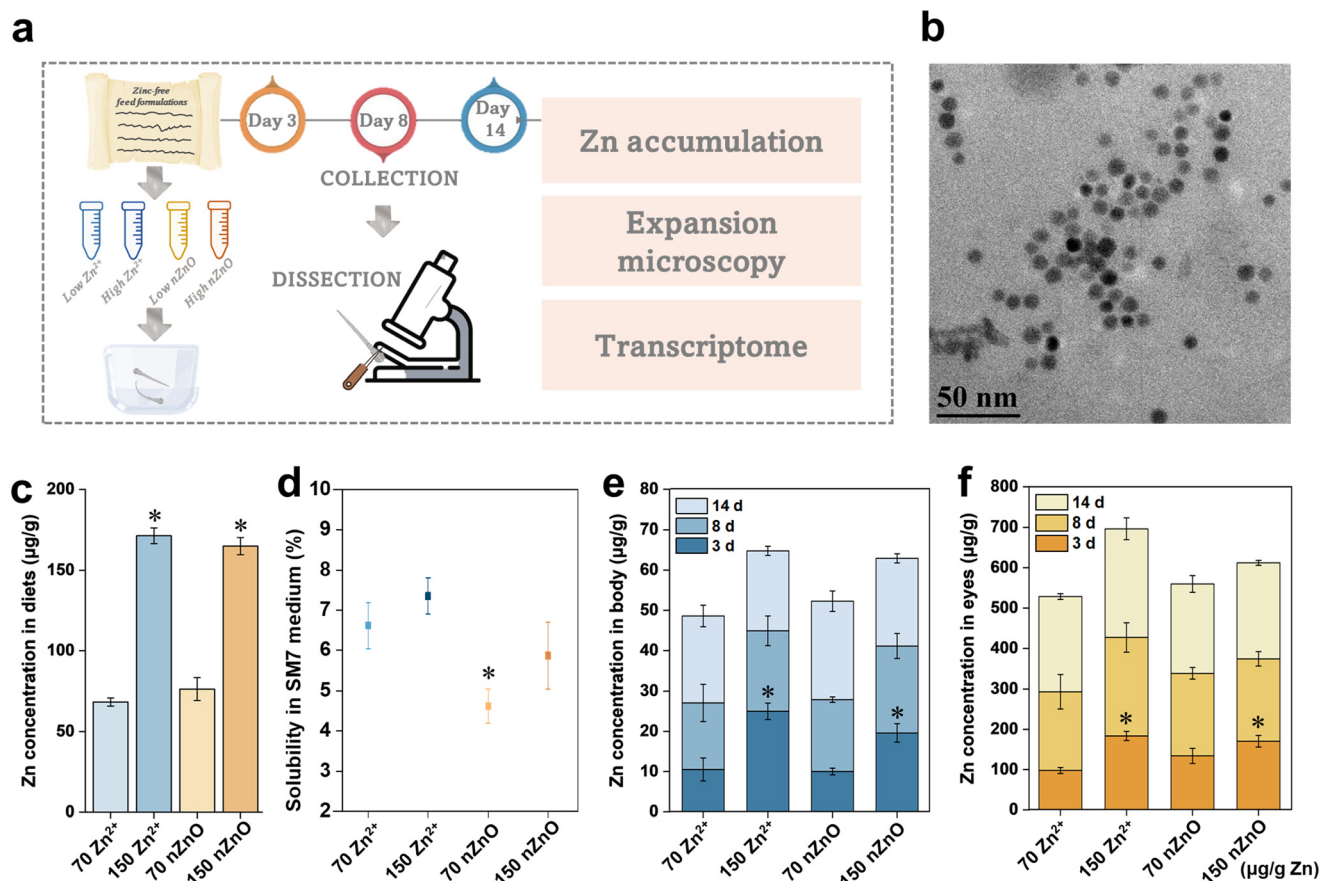 a
Zinc-free
feed formulations
Day 3
Day 8
Day
14
COLLECTION
DISSECTION
Low Zn²⁺
High Zn²⁺
Low nZnO
High nZnO
Zn accumulation
Expansion
microscopy
Transcriptome
b
50 nm
c
Zn concentration in diets (µg/g)
200
150
100
50
0
*
*
70 Zn²⁺
150 Zn²⁺
70 nZnO
150 nZnO
d
Solubility in SM7 medium (%)
10
9
8
7
6
5
4
3
2
*
70 Zn²⁺
150 Zn²⁺
70 nZnO
150 nZnO
e
Zn concentration in body (µg/g)
80
70
60
50
40
30
20
10
0
14 d
8 d
3 d
*
*
70 Zn²⁺
150 Zn²⁺
70 nZnO
150 nZnO
f
Zn concentration in eyes (µg/g)
800
700
600
500
400
300
200
100
0
14 d
8 d
3 d
*
*
70 Zn²⁺
150 Zn²⁺
70 nZnO
150 nZnO
(µg/g Zn)